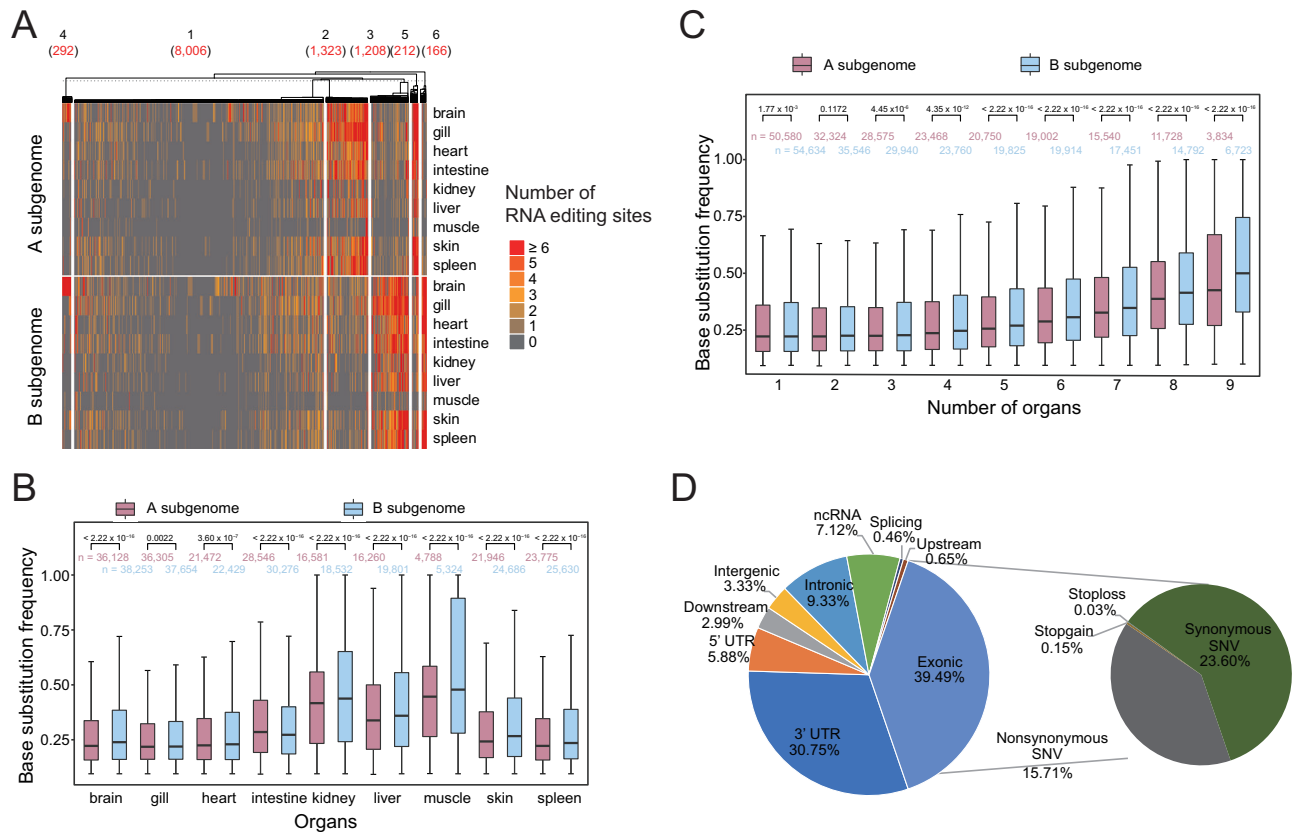 A
4 1 2 3 5 6
(292) (8,006) (1,323) (1,208) (212) (166)
A subgenome
brain
gill
heart
intestine
kidney
liver
muscle
skin
spleen
B subgenome
brain
gill
heart
intestine
kidney
liver
muscle
skin
spleen
Number of
RNA editing sites
≥ 6
5
4
3
2
1
0
B
A subgenome B subgenome
< 2.22 x 10⁻¹⁶ 0.0022 3.60 x 10⁻⁷ < 2.22 x 10⁻¹⁶ < 2.22 x 10⁻¹⁶ < 2.22 x 10⁻¹⁶ < 2.22 x 10⁻¹⁶ < 2.22 x 10⁻¹⁶ < 2.22 x 10⁻¹⁶
n = 36,128 36,305 21,472 28,546 16,581 16,260 4,788 21,946 23,775
n = 38,253 37,654 22,429 30,276 18,532 19,801 5,324 24,686 25,630
Base substitution frequency
1.00
0.75
0.50
0.25
brain gill heart intestine kidney liver muscle skin spleen
Organs
C
A subgenome B subgenome
1.77 x 10⁻³ 0.1172 4.45 x 10⁻⁶ 4.35 x 10⁻¹² < 2.22 x 10⁻¹⁶ < 2.22 x 10⁻¹⁶ < 2.22 x 10⁻¹⁶ < 2.22 x 10⁻¹⁶ < 2.22 x 10⁻¹⁶
n = 50,580 32,324 28,575 23,468 20,750 19,002 15,540 11,728 3,834
n = 54,634 35,546 29,940 23,760 19,825 19,914 17,451 14,792 6,723
Base substitution frequency
1.00
0.75
0.50
0.25
1 2 3 4 5 6 7 8 9
Number of organs
D
ncRNA
7.12%
Splicing
0.46%
Upstream
0.65%
Intergenic
3.33%
Intronic
9.33%
Downstream
2.99%
5' UTR
5.88%
Exonic
39.49%
3' UTR
30.75%
Stoploss
0.03%
Stopgain
0.15%
Synonymous
SNV
23.60%
Nonsynonymous
SNV
15.71%